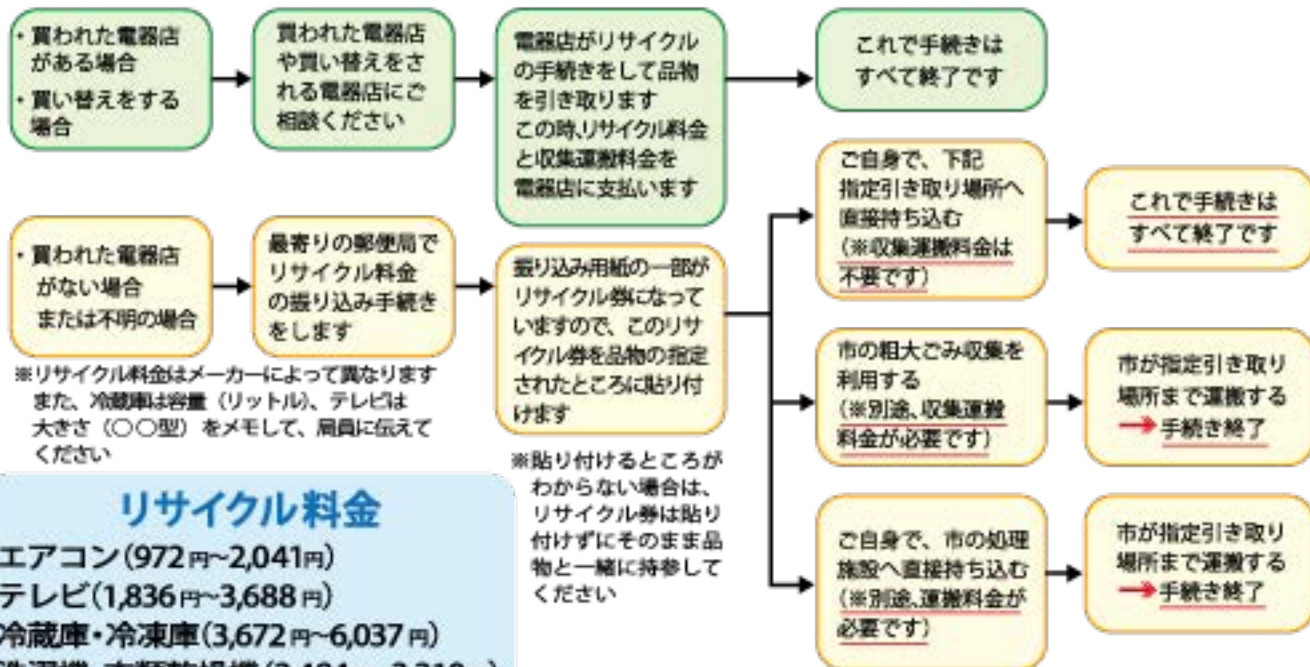 ・買われた電器店
がある場合
・買い替えをする
場合
買われた電器店
や買い替えをさ
れる電器店にご
相談ください
電器店がリサイクル
の手続きをして品物
を引き取ります
この時、リサイクル料金
と収集運搬料金を
電器店に支払います
これで手続きは
すべて終了です
・買われた電器店
がない場合
または不明の場合
最寄りの郵便局で
リサイクル料金
の振り込み手続き
をします
振り込み用紙の一部が
リサイクル券になって
いますので、このリサ
イクル券を品物の指定
されたところに貼り付
けます
ご自身で、下記
指定引き取り場所へ
直接持ち込む
(※収集運搬料金は
不要です)
これで手続きは
すべて終了です
市の粗大ごみ収集を
利用する
(※別途、収集運搬
料金が必要です)
市が指定引き取り
場所まで運搬する
→手続き終了
ご自身で、市の処理
施設へ直接持ち込む
(※別途、運搬料金が
必要です)
市が指定引き取り
場所まで運搬する
→手続き終了
※リサイクル料金はメーカーによって異なります
また、冷蔵庫は容量（リットル）、テレビは
大きさ（〇〇型）をメモして、局員に伝えて
ください
※貼り付けるところが
わからない場合は、
リサイクル券は貼り
付けずにそのまま品
物と一緒に持参して
ください
リサイクル料金
エアコン(972円~2,041円)
テレビ(1,836円~3,688円)
冷蔵庫・冷凍庫(3,672円~6,037円)